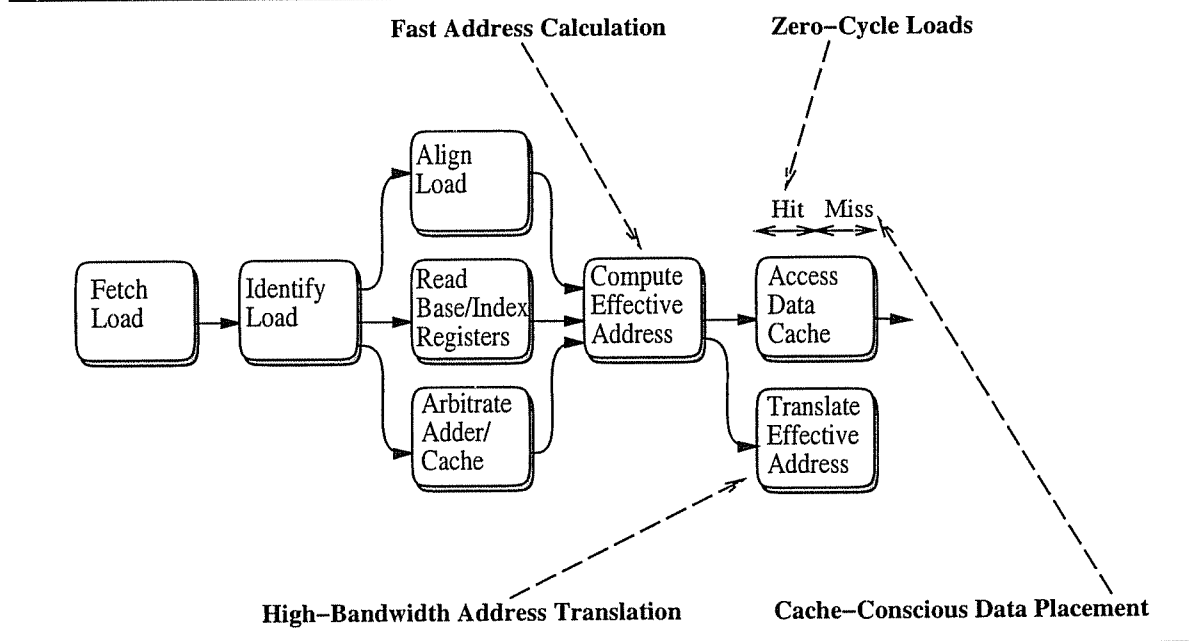 Fast Address Calculation
Zero–Cycle Loads
Align
Load
Hit
Miss
Fetch
Load
Identify
Load
Read
Base/Index
Registers
Compute
Effective
Address
Access
Data
Cache
Arbitrate
Adder/
Cache
Translate
Effective
Address
High–Bandwidth Address Translation
Cache–Conscious Data Placement